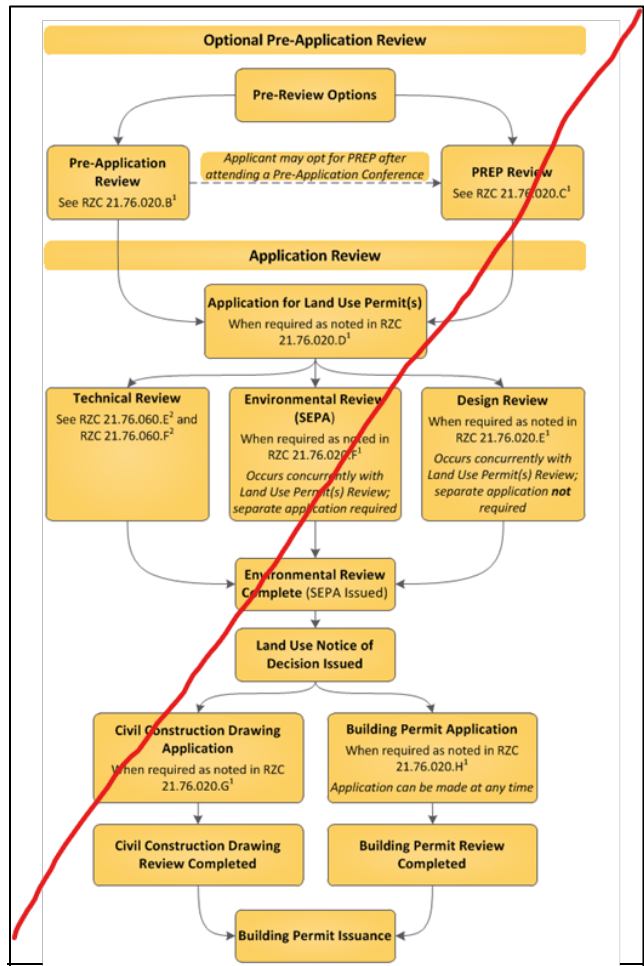 Optional Pre-Application Review
Pre-Review Options
Pre-Application
Review
See RZC 21.76.020.B¹
Applicant may opt for PREP after
attending a Pre-Application Conference
PREP Review
See RZC 21.76.020.C¹
Application Review
Application for Land Use Permit(s)
When required as noted in RZC
21.76.020.D¹
Technical Review
See RZC 21.76.060.E² and
RZC 21.76.060.F²
Environmental Review
(SEPA)
When required as noted in
RZC 21.76.020.F¹
Occurs concurrently with
Land Use Permit(s) Review;
separate application required
Design Review
When required as noted in
RZC 21.76.020.E¹
Occurs concurrently with
Land Use Permit(s) Review;
separate application not
required
Environmental Review
Complete (SEPA Issued)
Land Use Notice of
Decision Issued
Civil Construction Drawing
Application
When required as noted in RZC
21.76.020.G¹
Building Permit Application
When required as noted in RZC
21.76.020.H¹
Application can be made at any time
Civil Construction Drawing
Review Completed
Building Permit Review
Completed
Building Permit Issuance